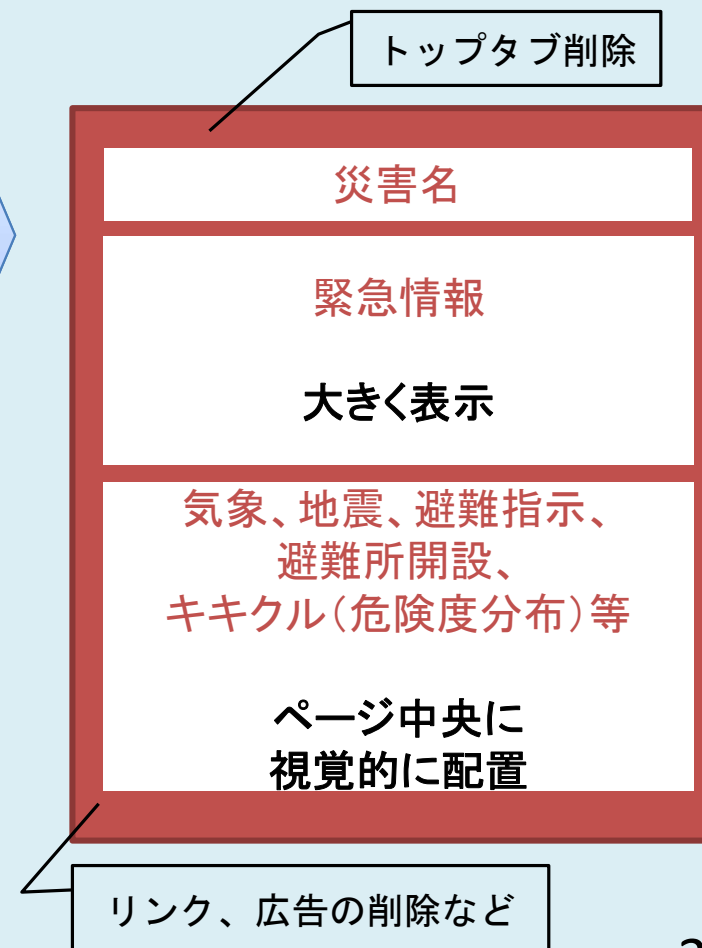 トップタブ削除
災害名
緊急情報
大きく表示
気象、地震、避難指示、
避難所開設、
キキクル(危険度分布)等
ページ中央に
視覚的に配置
リンク、広告の削除など